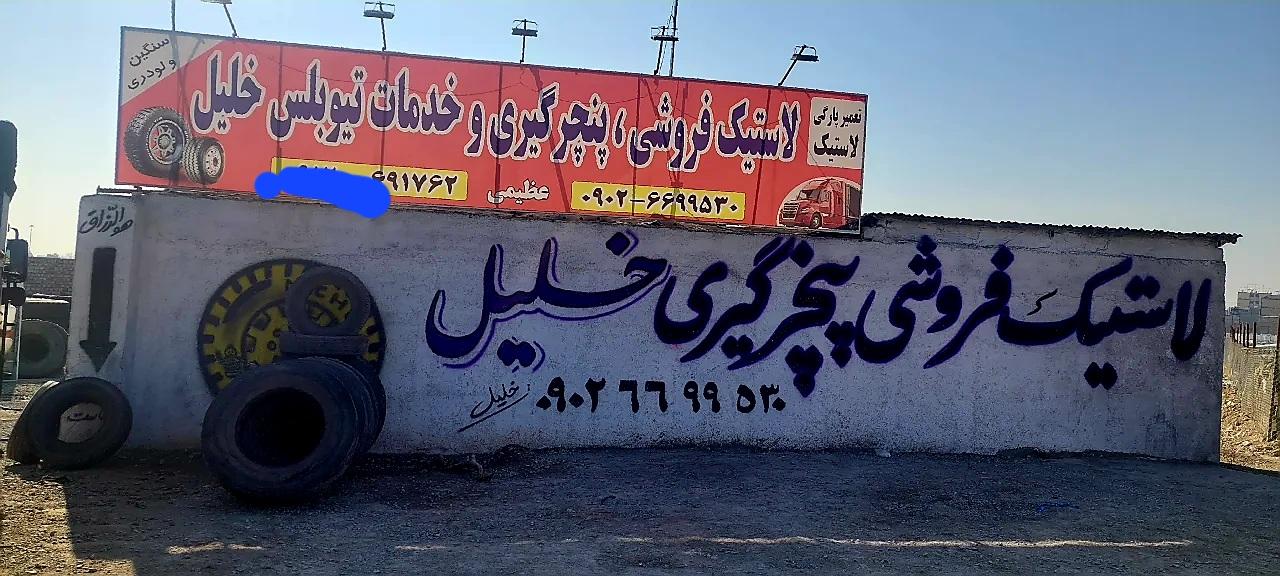 سنگین
و لودری
لاستیک فروشی، پنچرگیری و خدمات تیوبلس خلیل
تعمیر پارگی
لاستیک
۰۹۰۲-۶۶۹۹۵۳۰
عظیمی
۶۹۱۷۶۲
هوالرزاق
لاستیک فروشی پنچرگیری خلیل
۰۹۰۲ ۶۶ ۹۹ ۵۳۰
خلیل